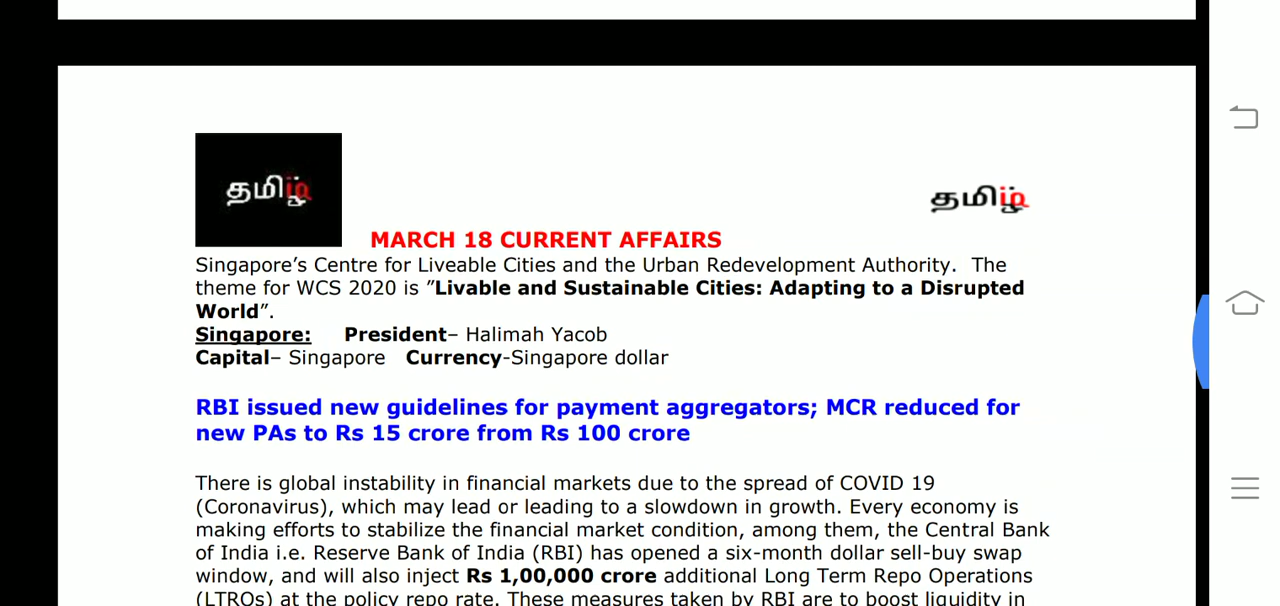 தமிழ்
தமிழ்
MARCH 18 CURRENT AFFAIRS
Singapore’s Centre for Liveable Cities and the Urban Redevelopment Authority.  The
theme for WCS 2020 is ”Livable and Sustainable Cities: Adapting to a Disrupted
World”.
Singapore:    President– Halimah Yacob
Capital– Singapore   Currency-Singapore dollar
RBI issued new guidelines for payment aggregators; MCR reduced for
new PAs to Rs 15 crore from Rs 100 crore
There is global instability in financial markets due to the spread of COVID 19
(Coronavirus), which may lead or leading to a slowdown in growth. Every economy is
making efforts to stabilize the financial market condition, among them, the Central Bank
of India i.e. Reserve Bank of India (RBI) has opened a six-month dollar sell-buy swap
window, and will also inject Rs 1,00,000 crore additional Long Term Repo Operations
(LTROs) at the policy repo rate. These measures taken by RBI are to boost liquidity in